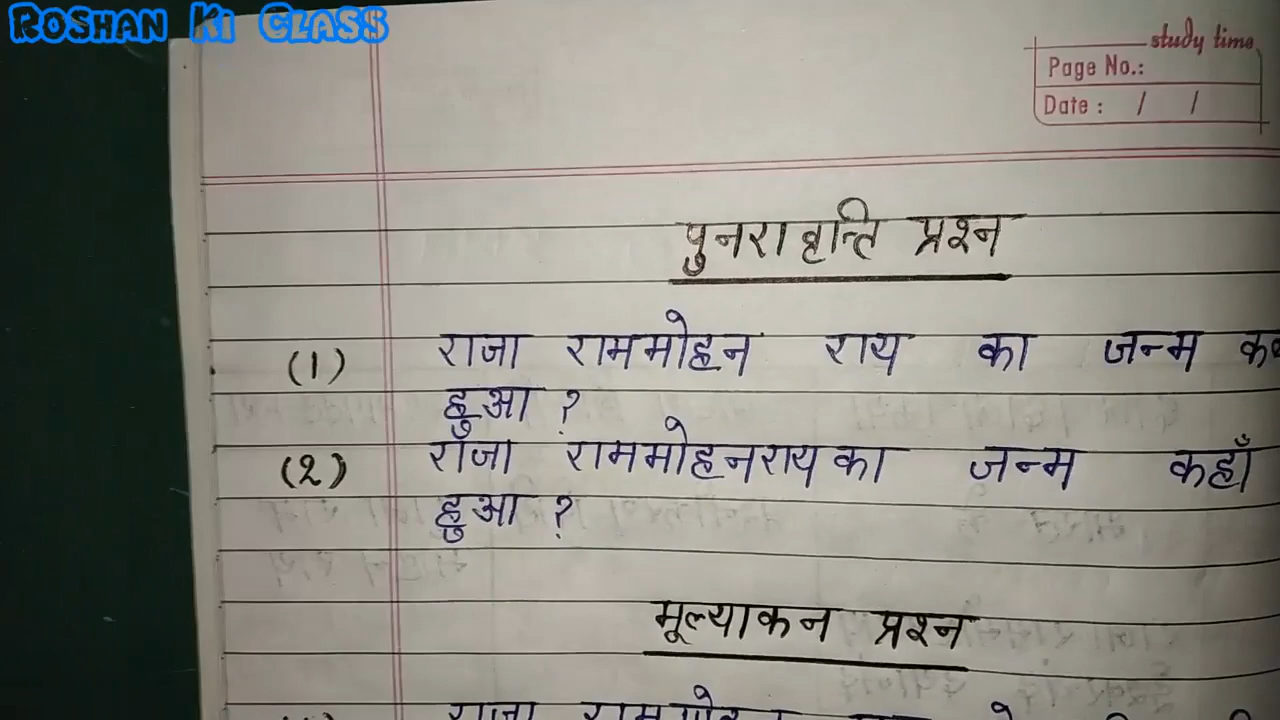 ROSHAN KI CLASS
study time
Page No.:
Date : / /
पुनरावृत्ति प्रश्न
(1) राजा राममोहन राय का जन्म कब
हुआ ?
(2) राजा राममोहनराय का जन्म कहाँ
हुआ ?
मूल्याकन प्रश्न
राजा